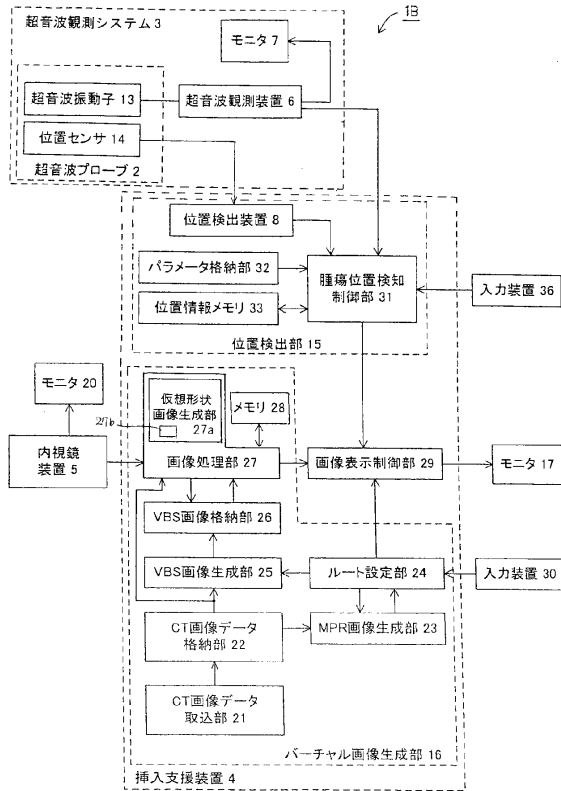 1B
超音波観測システム 3
モニタ 7
超音波振動子 13
超音波観測装置 6
位置センサ 14
超音波プローブ 2
位置検出装置 8
パラメータ格納部 32
腫瘍位置検知
制御部 31
入力装置 36
位置情報メモリ 33
位置検出部 15
モニタ 20
仮想形状
画像生成部
27a
27b
メモリ 28
内視鏡
装置 5
画像処理部 27
画像表示制御部 29
モニタ 17
VBS画像格納部 26
VBS画像生成部 25
ルート設定部 24
入力装置 30
CT画像データ
格納部 22
MPR画像生成部 23
CT画像データ
取込部 21
バーチャル画像生成部 16
挿入支援装置 4